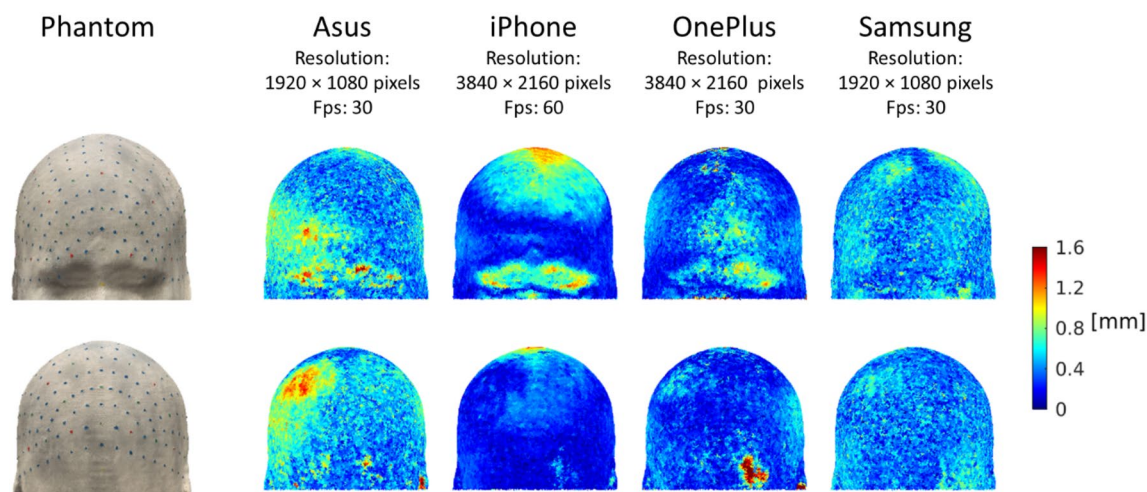 Phantom
Asus
iPhone
OnePlus
Samsung
Resolution:
1920 × 1080 pixels
Fps: 30
Resolution:
3840 × 2160 pixels
Fps: 60
Resolution:
3840 × 2160 pixels
Fps: 30
Resolution:
1920 × 1080 pixels
Fps: 30
1.6
1.2
0.8
[mm]
0.4
0